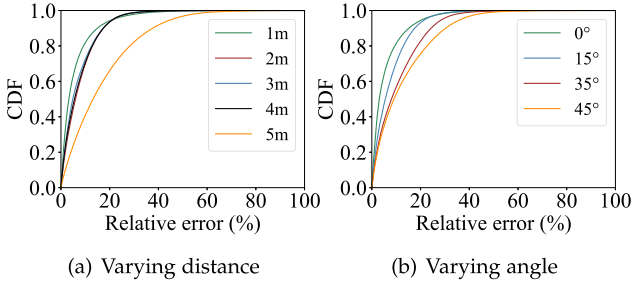 1.0
0.8
0.6
0.4
0.2
0.0
CDF
0 20 40 60 80 100
Relative error (%)
1m
2m
3m
4m
5m
(a) Varying distance
1.0
0.8
0.6
0.4
0.2
0.0
CDF
0 20 40 60 80 100
Relative error (%)
0°
15°
35°
45°
(b) Varying angle